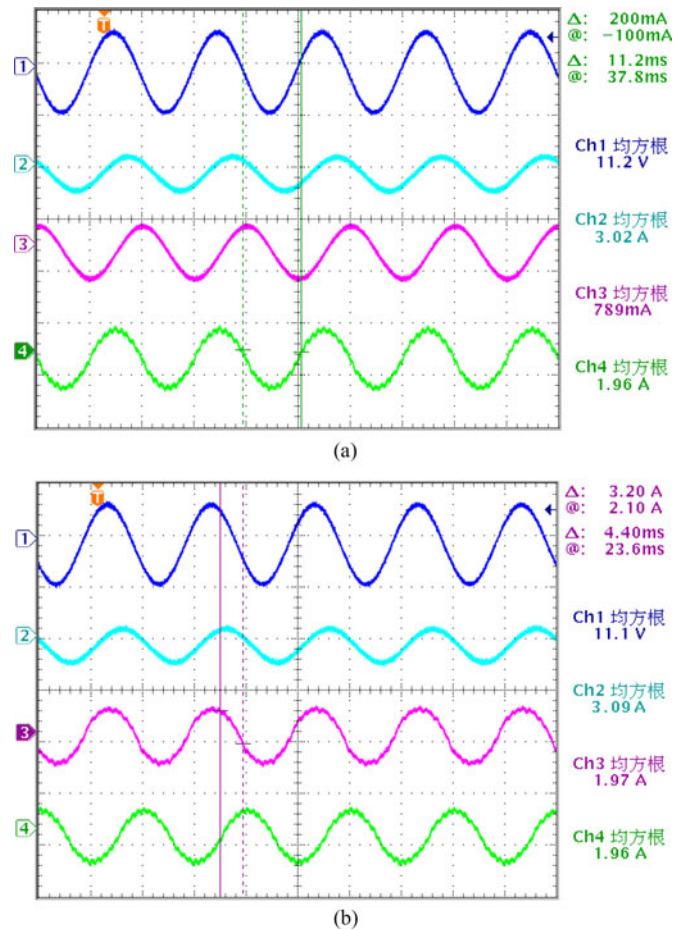 T
Δ: 200mA
@: -100mA
Δ: 11.2ms
@: 37.8ms
1
Ch1 均方根
11.2 V
2
Ch2 均方根
3.02 A
3
Ch3 均方根
789mA
4
Ch4 均方根
1.96 A
(a)
T
Δ: 3.20 A
@: 2.10 A
Δ: 4.40ms
@: 23.6ms
1
Ch1 均方根
11.1 V
2
Ch2 均方根
3.09 A
3
Ch3 均方根
1.97 A
4
Ch4 均方根
1.96 A
(b)